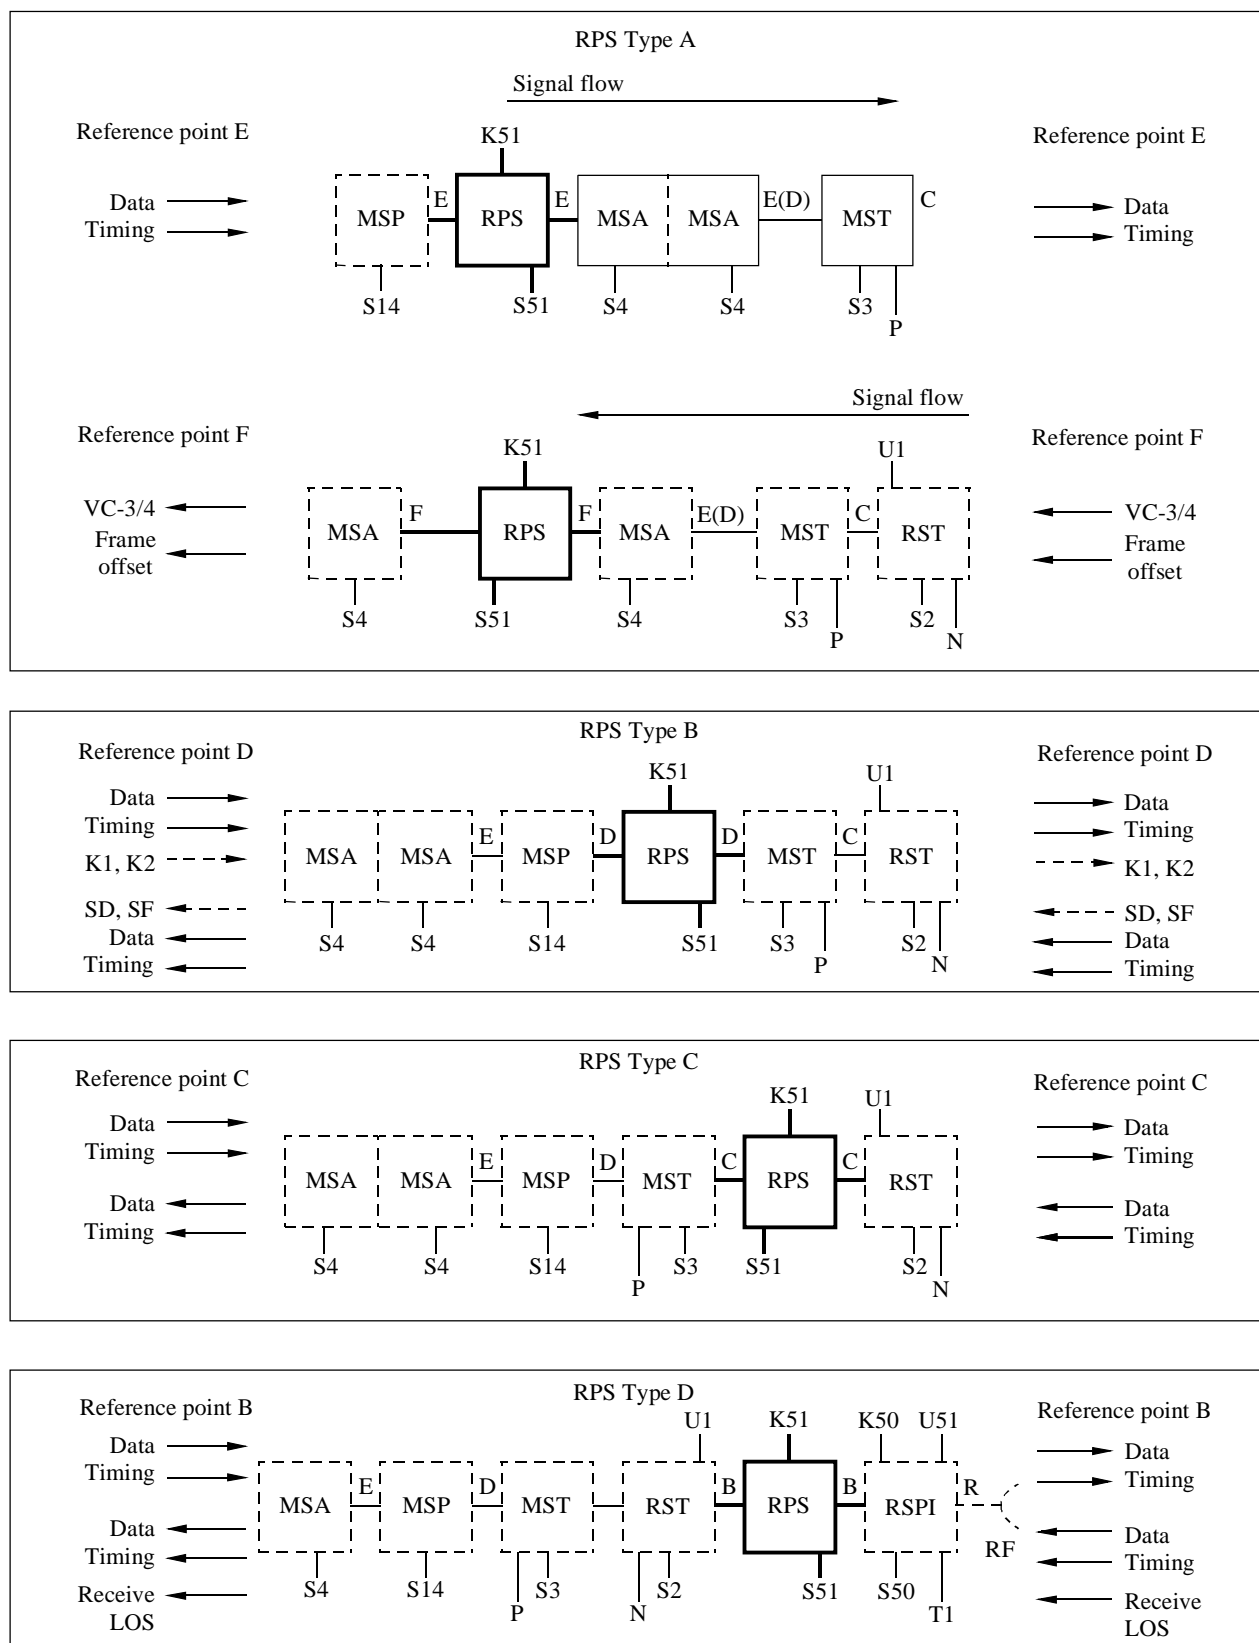 RPS Type A
Signal flow
Reference point E
Reference point E
K51
Data
Timing
MSP
E
RPS
E
MSA
MSA
E(D)
MST
C
Data
Timing
S14
S51
S4
S4
S3
P
Signal flow
Reference point F
Reference point F
K51
U1
VC-3/4
Frame
offset
MSA
F
RPS
F
MSA
E(D)
MST
C
RST
VC-3/4
Frame
offset
S4
S51
S4
S3
P
S2
N
RPS Type B
Reference point D
Reference point D
K51
U1
Data
Timing
K1, K2
SD, SF
Data
Timing
MSA
MSA
E
MSP
D
RPS
D
MST
C
RST
Data
Timing
K1, K2
SD, SF
Data
Timing
S4
S4
S14
S51
S3
P
S2
N
RPS Type C
Reference point C
Reference point C
K51
U1
Data
Timing
Data
Timing
MSA
MSA
E
MSP
D
MST
C
RPS
C
RST
Data
Timing
Data
Timing
S4
S4
S14
P
S3
S51
S2
N
RPS Type D
Reference point B
Reference point B
U1
K51
K50
U51
Data
Timing
Data
Timing
Receive
LOS
MSA
E
MSP
D
MST
RST
B
RPS
B
RSPI
R
RF
Data
Timing
Data
Timing
Receive
LOS
S4
S14
P
S3
N
S2
S51
S50
T1